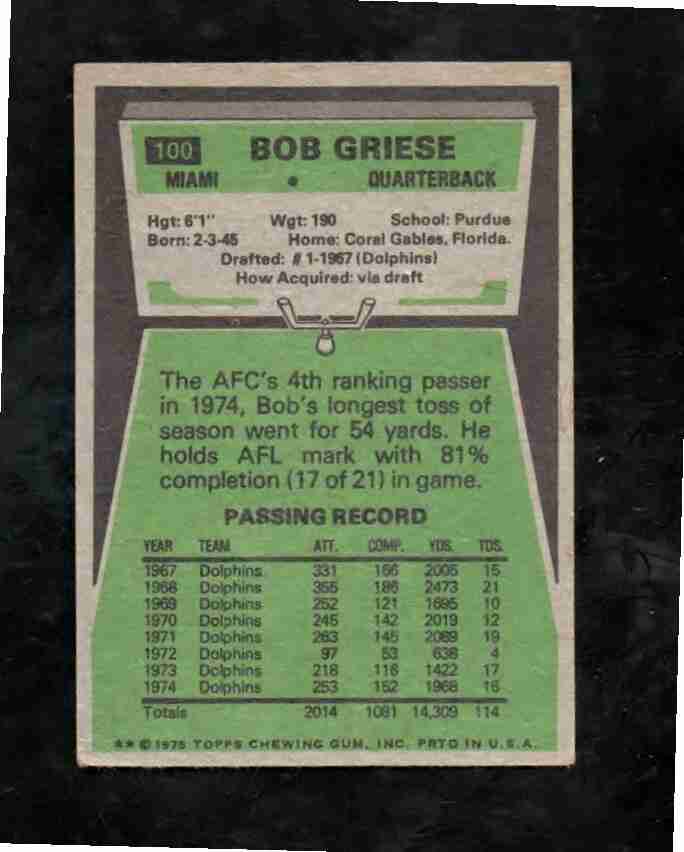 100 BOB GRIESE
MIAMI • QUARTERBACK
Hgt: 6'1" Wgt: 190 School: Purdue
Born: 2-3-45 Home: Coral Gables, Florida.
Drafted: # 1-1967 (Dolphins)
How Acquired: via draft
The AFC's 4th ranking passer
in 1974, Bob's longest toss of
season went for 54 yards. He
holds AFL mark with 81%
completion (17 of 21) in game.
PASSING RECORD
YEAR TEAM ATT. COMP. YDS. TDS.
1967 Dolphins 331 166 2005 15
1968 Dolphins 355 186 2473 21
1969 Dolphins 252 121 1695 10
1970 Dolphins 245 142 2019 12
1971 Dolphins 263 145 2089 19
1972 Dolphins 97 53 638 4
1973 Dolphins 218 116 1422 17
1974 Dolphins 253 152 1968 16
Totals 2014 1081 14,309 114
** © 1975 TOPPS CHEWING GUM, INC. PRTD IN U.S.A.